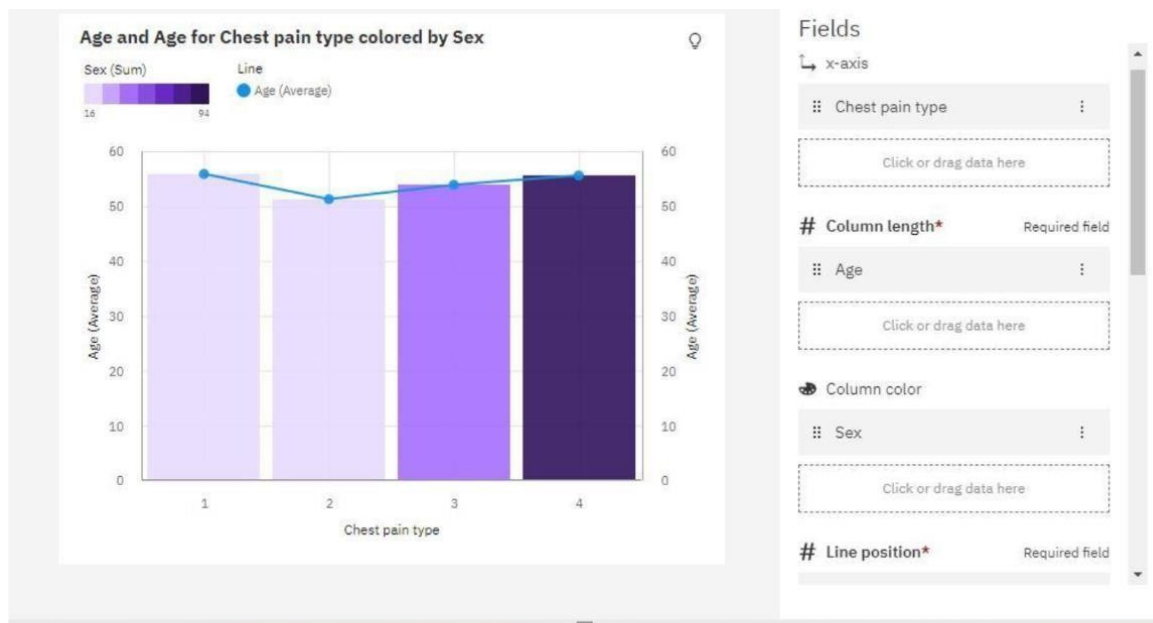 Age and Age for Chest pain type colored by Sex
Sex (Sum)
16 94
Line
Age (Average)
60
50
40
30
20
10
0
Age (Average)
60
50
40
30
20
10
0
Age (Average)
1 2 3 4
Chest pain type
Fields
x-axis
Chest pain type
Click or drag data here
# Column length* Required field
Age
Click or drag data here
Column color
Sex
Click or drag data here
# Line position* Required field